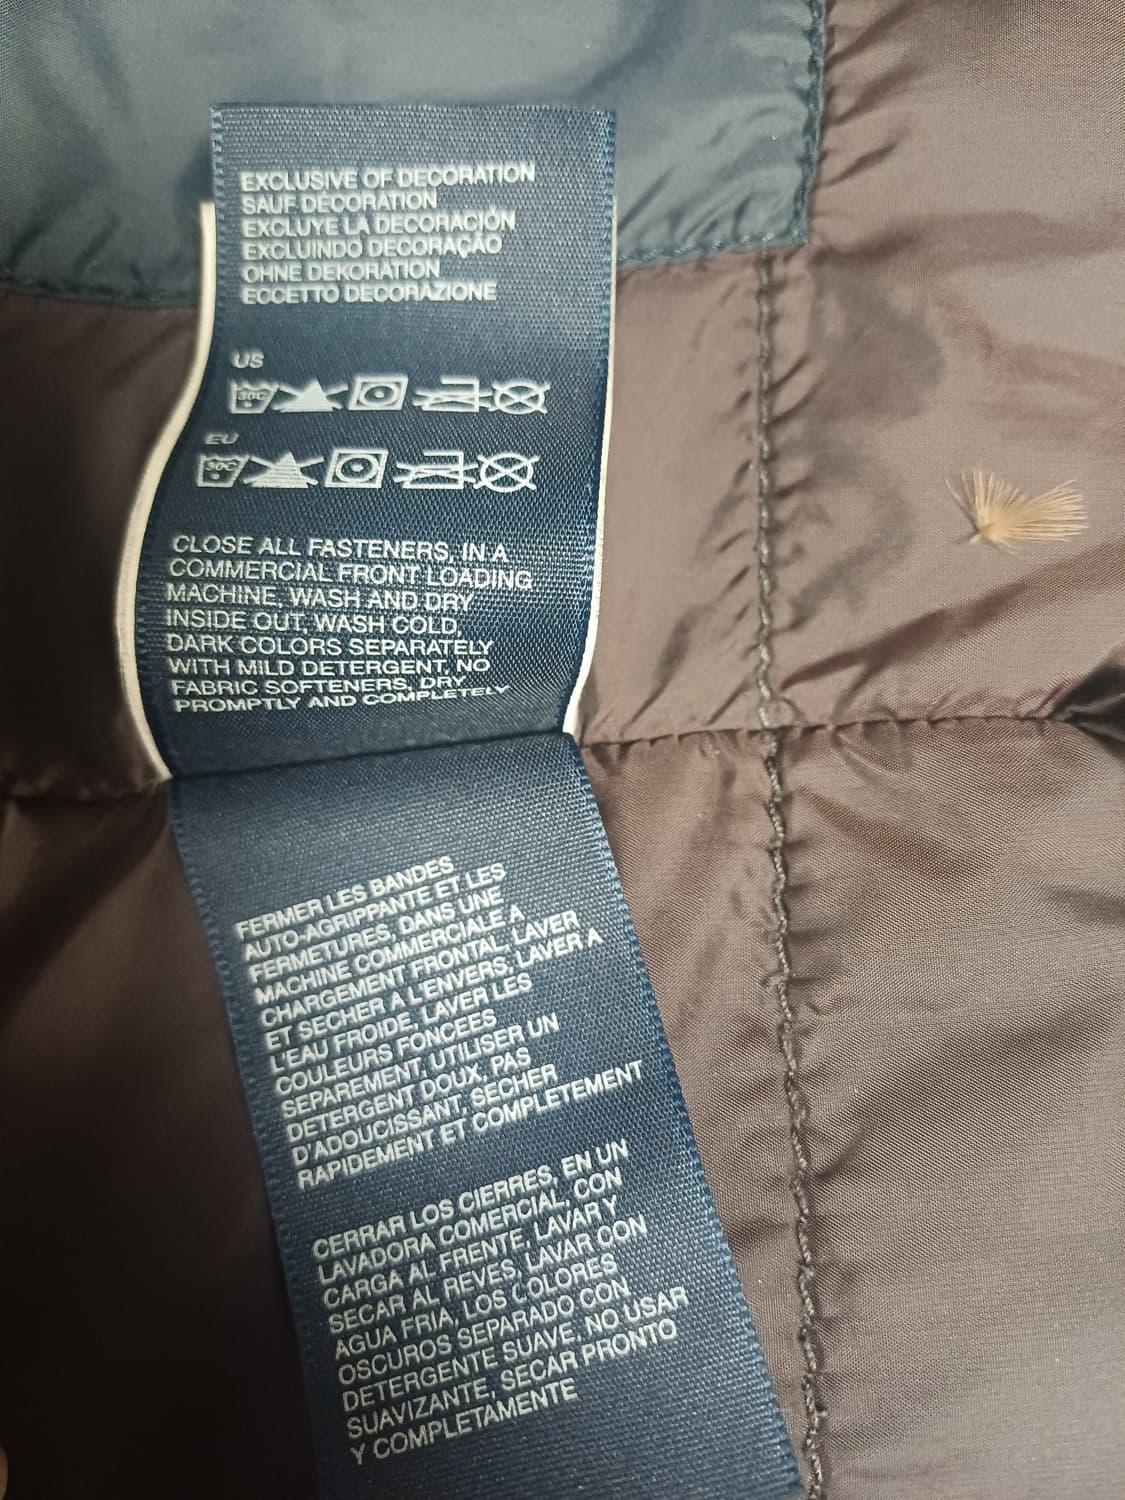 EXCLUSIVE OF DECORATION
SAUF DÉCORATION
EXCLUYE LA DECORACIÓN
EXCLUINDO DECORAÇÃO
OHNE DEKORATION
ECCETTO DECORAZIONE
US
30C
EU
30C
CLOSE ALL FASTENERS, IN A
COMMERCIAL FRONT LOADING
MACHINE, WASH AND DRY
INSIDE OUT, WASH COLD,
DARK COLORS SEPARATELY
WITH MILD DETERGENT, NO
FABRIC SOFTENERS, DRY
PROMPTLY AND COMPLETELY
FERMER LES BANDES
AUTO-AGRIPPANTE ET LES
FERMETURES, DANS UNE
MACHINE COMMERCIALE A
CHARGEMENT FRONTAL, LAVER
ET SECHER A L'ENVERS, LAVER A
L'EAU FROIDE, LAVER LES
COULEURS FONCEES
SEPAREMENT, UTILISER UN
DETERGENT DOUX, PAS
D'ADOUCISSANT, SECHER
RAPIDEMENT ET COMPLETEMENT
CERRAR LOS CIERRES, EN UN
LAVADORA COMERCIAL, CON
CARGA AL FRENTE, LAVAR Y
SECAR AL REVES, LAVAR CON
AGUA FRIA, LOS COLORES
OSCUROS SEPARADO CON
DETERGENTE SUAVE, NO USAR
SUAVIZANTE, SECAR PRONTO
Y COMPLETAMENTE